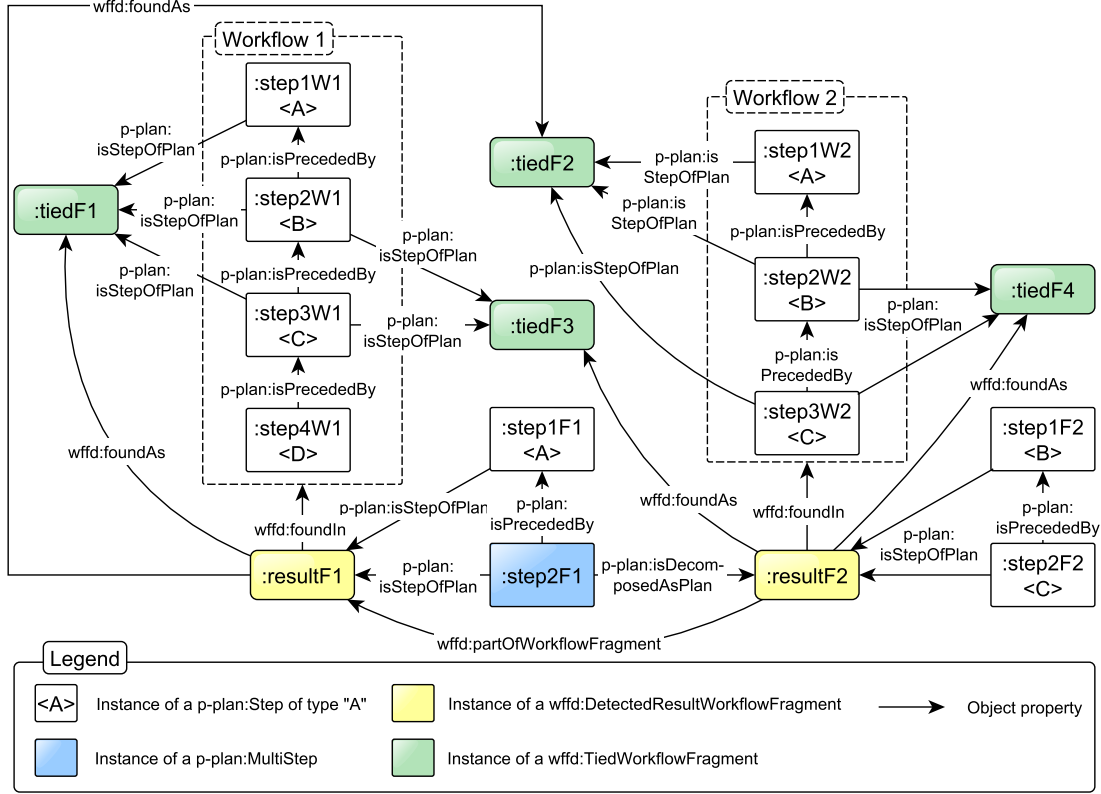 wffd:foundAs
Workflow 1
:step1W1
<A>
p-plan:
isStepOfPlan
p-plan:isPrecededBy
:tiedF1
p-plan:
isStepOfPlan
:step2W1
<B>
p-plan:
isStepOfPlan
p-plan:
isStepOfPlan
p-plan:isPrecededBy
:step3W1
<C>
p-plan:
isStepOfPlan
:tiedF3
p-plan:isPrecededBy
:step4W1
<D>
:tiedF2
Workflow 2
:step1W2
<A>
p-plan:is
StepOfPlan
p-plan:is
StepOfPlan
p-plan:isPrecededBy
p-plan:isStepOfPlan
:step2W2
<B>
p-plan:
isStepOfPlan
:tiedF4
p-plan:is
PrecededBy
:step3W2
<C>
wffd:foundAs
wffd:foundAs
wffd:foundIn
:step1F1
<A>
p-plan:isStepOfPlan
p-plan:
isPrecededBy
wffd:foundAs
wffd:foundIn
:step1F2
<B>
p-plan:
isStepOfPlan
p-plan:
isPrecededBy
:resultF1
p-plan:
isStepOfPlan
:step2F1
p-plan:isDecom-
posedAsPlan
:resultF2
:step2F2
<C>
wffd:partOfWorkflowFragment
Legend
<A>
Instance of a p-plan:Step of type "A"
Instance of a wffd:DetectedResultWorkflowFragment
Object property
Instance of a p-plan:MultiStep
Instance of a wffd:TiedWorkflowFragment